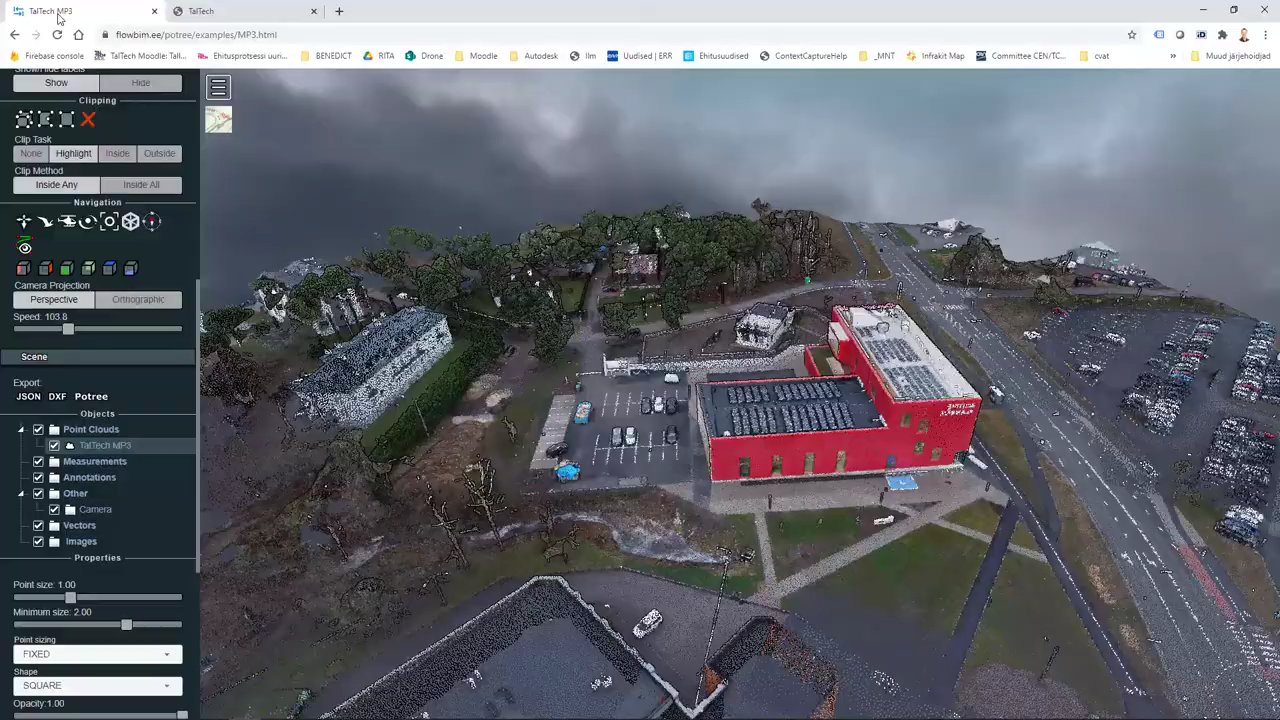 TalTech MP3
TalTech
flowbim.ee/potree/examples/MP3.html
Firebase console
TalTech Moodle: Tall...
Ehitusprotsessi uuri...
BENEDICT
RITA
Drone
Moodle
Autodesk
Ilm
Uudised | ERR
Ehitusuudised
ContextCaptureHelp
_MNT
Infrakit Map
Committee CEN/TC...
cvat
»
Muud järjehoidjad
Show/hide labels
Show Hide
Clipping
Clip Task
None Highlight Inside Outside
Clip Method
Inside Any Inside All
Navigation
Camera Projection
Perspective Orthographic
Speed: 103.8
Scene
Export:
JSON DXF Potree
Objects
Point Clouds
TalTech MP3
Measurements
Annotations
Other
Camera
Vectors
Images
Properties
Point size: 1.00
Minimum size: 2.00
Point sizing
FIXED
Shape
SQUARE
Opacity:1.00